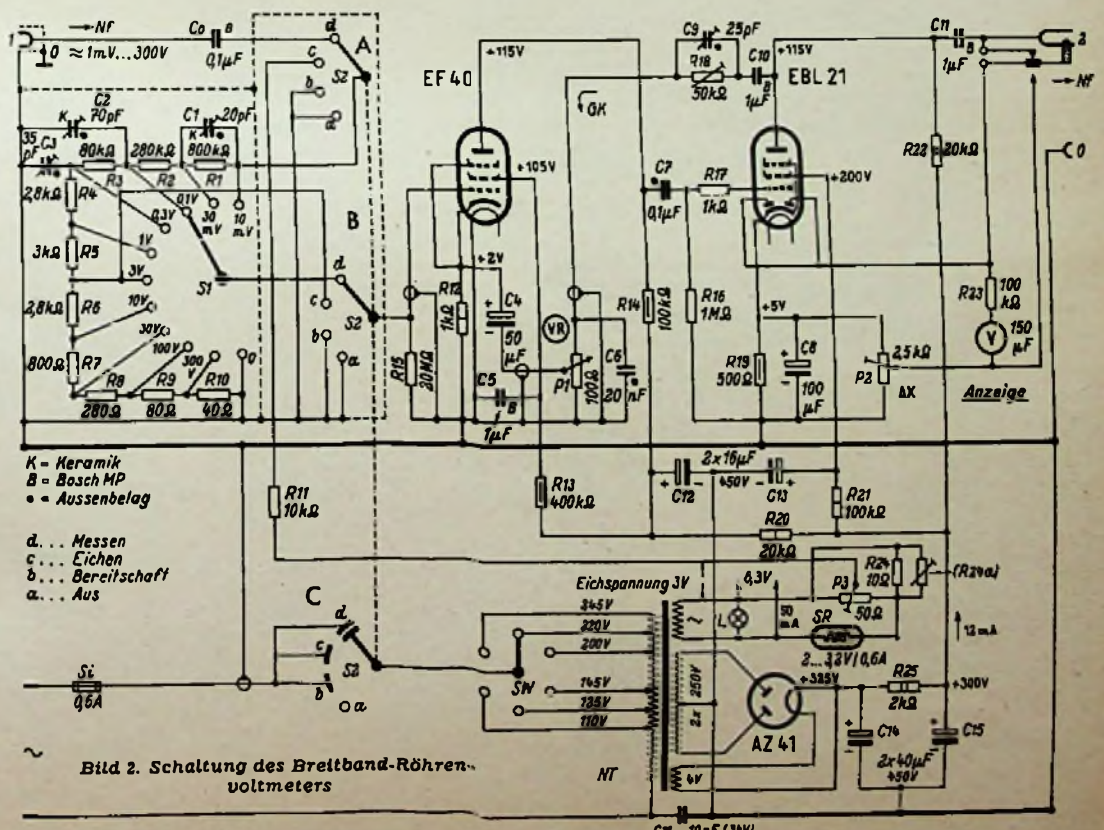 →Nf
Co B
0,1µF
1
0 ≈1mV...300V
d
A
c
S2
b
a
+115V
EF 40
C9 25pF
R18
50kΩ
C10
B
1µF
+115V
EBL 21
C11
B
1µF
2
→Nf
GK
C2
K 70pF
C1 20pF
K
35
pF C3
80kΩ 280kΩ 800kΩ
R3 R2 R1
R4
2,8kΩ
0,1V
30
mV
10
mV
0,3V
1V
R5
3kΩ
3V
S1
R6
2,8kΩ
10V
30V
100V
300
V
0
R7
800Ω
R8 R9 R10
280Ω 80Ω 40Ω
B
d
c
S2
b
a
+105V
C7
0,1µF
R17
1kΩ
+200V
R22 20kΩ
0
+2V
R12
1kΩ
C4
50
µF
R15
20MΩ
C5
B
1µF
VR
P1
100Ω
C6
20
nF
R14
100kΩ
R16
1MΩ
+5V
R19
500Ω
C8
100
µF
2,5kΩ
P2
ΔX
R23
100
kΩ
V
150
µF
Anzeige
K = Keramik
B = Bosch MP
• = Aussenbelag
d... Messen
c... Eichen
b... Bereitschaft
a... Aus
R11
10kΩ
R13
400kΩ
2x16µF
C12 450V C13
R21
100kΩ
R20
20kΩ
C
d
c
S2
b
a
Si
0,6A
Eichspannung 3V
245V
220V
200V
SW
145V
135V
110V
6,3V
L
50
mA
P3
50Ω
R24
10Ω
(R24a)
SR
2...3,2V/0,6A
12mA
2x 250V
+325V
R25
2kΩ
+300V
AZ 41
C14
C15
2x40µF
450V
4V
NT
~
Bild 2. Schaltung des Breitband-Röhren-
voltmeters